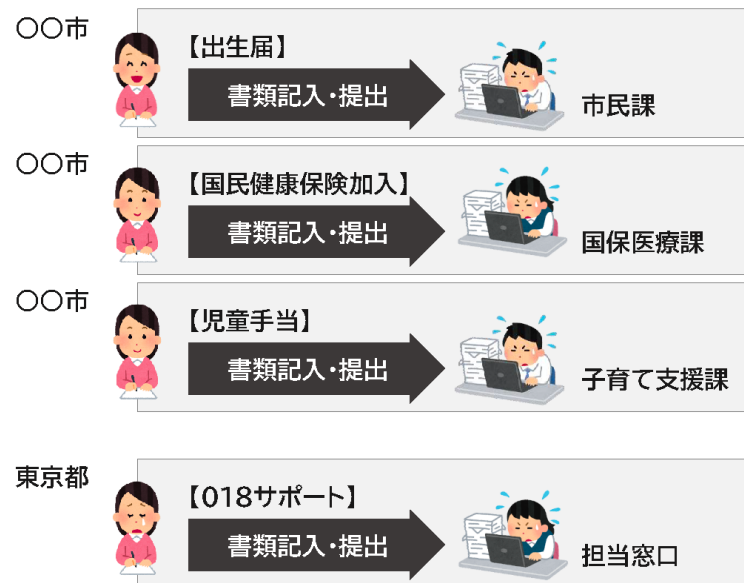 〇〇市
【出生届】
書類記入・提出
市民課
〇〇市
【国民健康保険加入】
書類記入・提出
国保医療課
〇〇市
【児童手当】
書類記入・提出
子育て支援課
東京都
【018サポート】
書類記入・提出
担当窓口